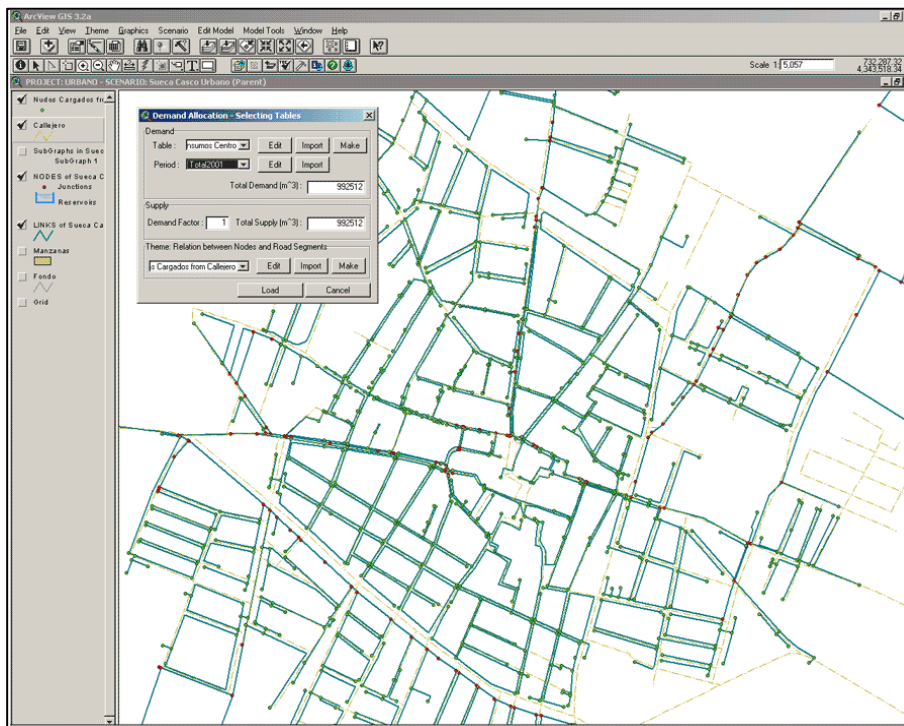 ArcView GIS 3.2a
File Edit View Theme Graphics Scenario Edit Model Model Tools Window Help
Scale 1: 5,057
732,287.32
4,343,518.34
PROJECT: URBANO - SCENARIO: Sueca Casco Urbano (Parent)
Nudos Cargados fr
Callejero
SubGraphs in Suec
SubGraph 1
NODES of Sueca C
Junctions
Reservoirs
LINKS of Sueca Ca
Manzanas
Fondo
Grid
Demand Allocation - Selecting Tables
Demand
Table : nsumos Centro Edit Import Make
Period : Total2001 Edit Import
Total Demand (m^3) : 992512
Supply
Demand Factor : 1 Total Supply (m^3) : 992512
Theme: Relation between Nodes and Road Segments
s Cargados from Callejero Edit Import Make
Load Cancel